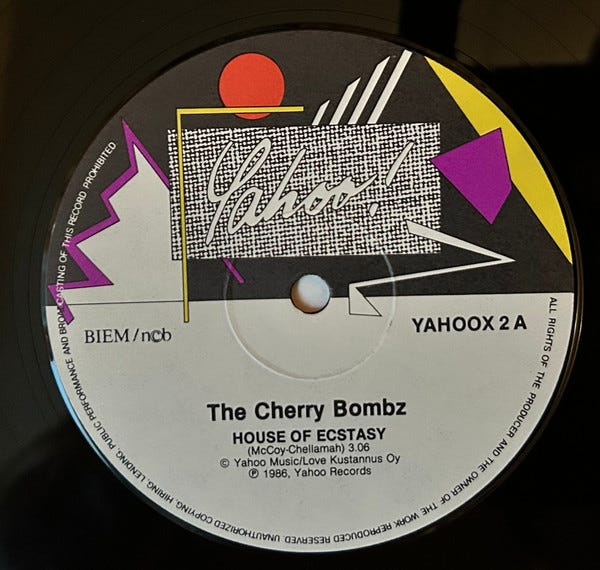 Yahoo!
BIEM/ncb
YAHOOX 2 A
The Cherry Bombz
HOUSE OF ECSTASY
(McCoy-Chellamah) 3.06
© Yahoo Music/Love Kustannus Oy
℗ 1986, Yahoo Records
ALL RIGHTS OF THE PRODUCER AND THE OWNER OF THE WORK REPRODUCED RESERVED. UNAUTHORIZED COPYING, HIRING, LENDING, PUBLIC PERFORMANCE AND BROADCASTING OF THIS RECORD PROHIBITED